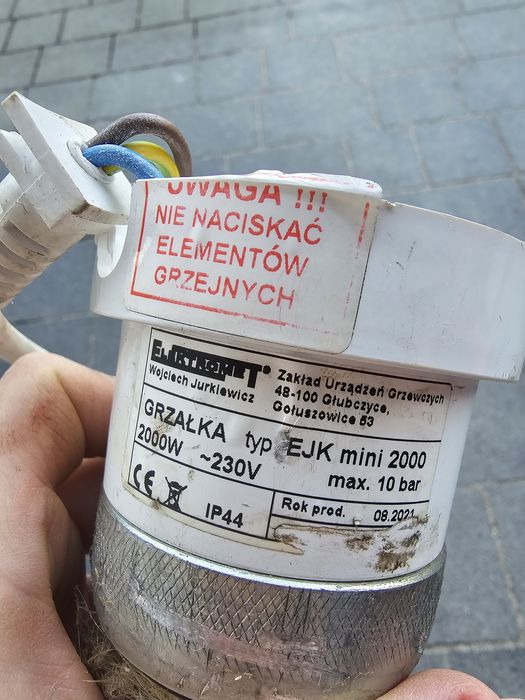 UWAGA !!!
NIE NACISKAĆ
ELEMENTÓW
GRZEJNYCH
ELEKTROMET®
Wojciech Jurkiewicz
Zakład Urządzeń Grzewczych
48-100 Głubczyce,
Gołuszowice 53
GRZAŁKA typ EJK mini 2000
2000W ~230V max. 10 bar
CE IP44
Rok prod. 08.2021